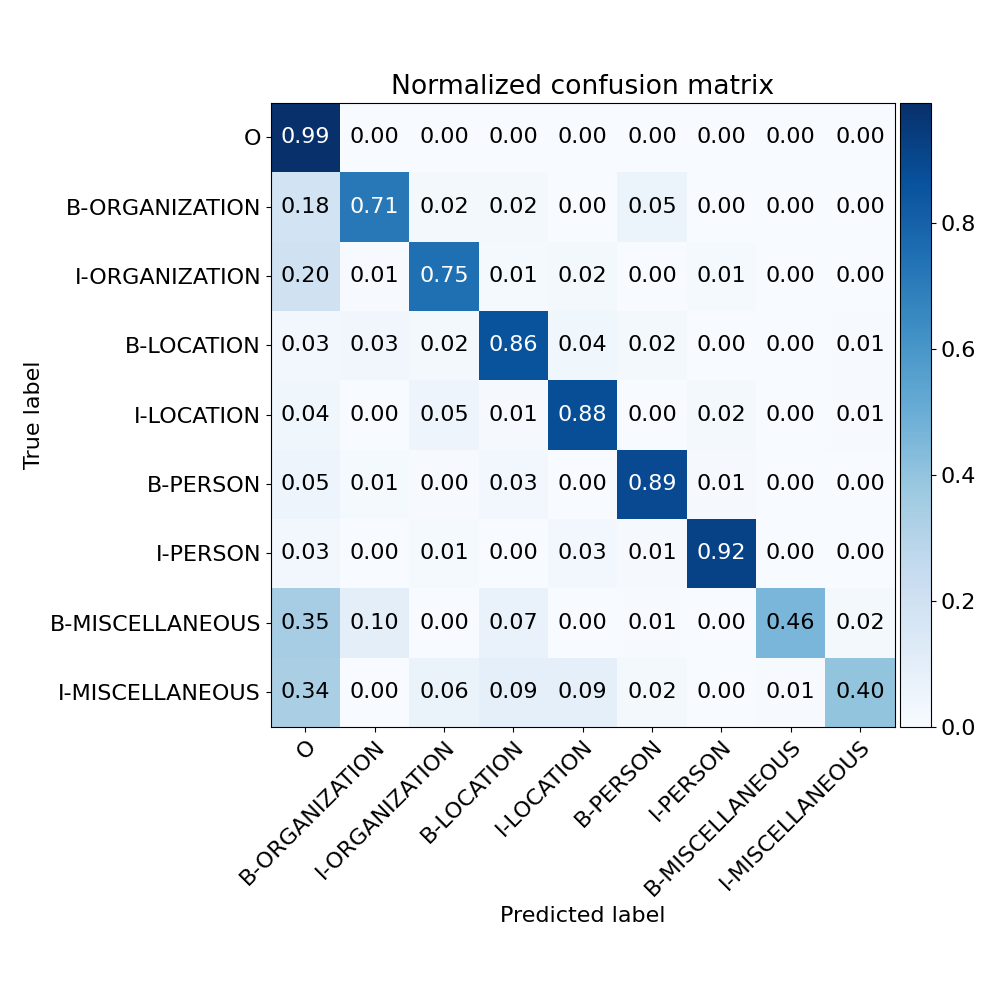 Normalized confusion matrix
O 0.99 0.00 0.00 0.00 0.00 0.00 0.00 0.00 0.00
B-ORGANIZATION 0.18 0.71 0.02 0.02 0.00 0.05 0.00 0.00 0.00
I-ORGANIZATION 0.20 0.01 0.75 0.01 0.02 0.00 0.01 0.00 0.00
B-LOCATION 0.03 0.03 0.02 0.86 0.04 0.02 0.00 0.00 0.01
I-LOCATION 0.04 0.00 0.05 0.01 0.88 0.00 0.02 0.00 0.01
B-PERSON 0.05 0.01 0.00 0.03 0.00 0.89 0.01 0.00 0.00
I-PERSON 0.03 0.00 0.01 0.00 0.03 0.01 0.92 0.00 0.00
B-MISCELLANEOUS 0.35 0.10 0.00 0.07 0.00 0.01 0.00 0.46 0.02
I-MISCELLANEOUS 0.34 0.00 0.06 0.09 0.09 0.02 0.00 0.01 0.40
True label
O
B-ORGANIZATION
I-ORGANIZATION
B-LOCATION
I-LOCATION
B-PERSON
I-PERSON
B-MISCELLANEOUS
I-MISCELLANEOUS
Predicted label
0.8
0.6
0.4
0.2
0.0